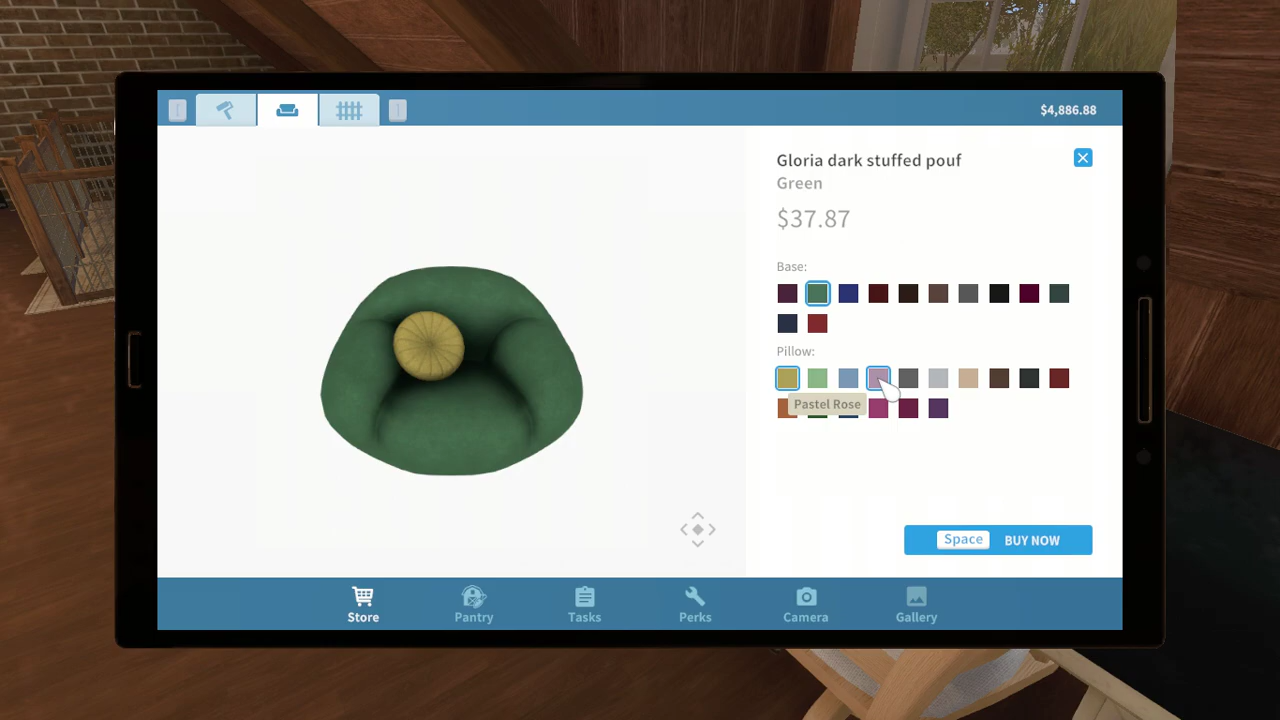 $4,886.88
Gloria dark stuffed pouf
Green
$37.87
Base:
Pillow:
Pastel Rose
Space BUY NOW
Store Pantry Tasks Perks Camera Gallery